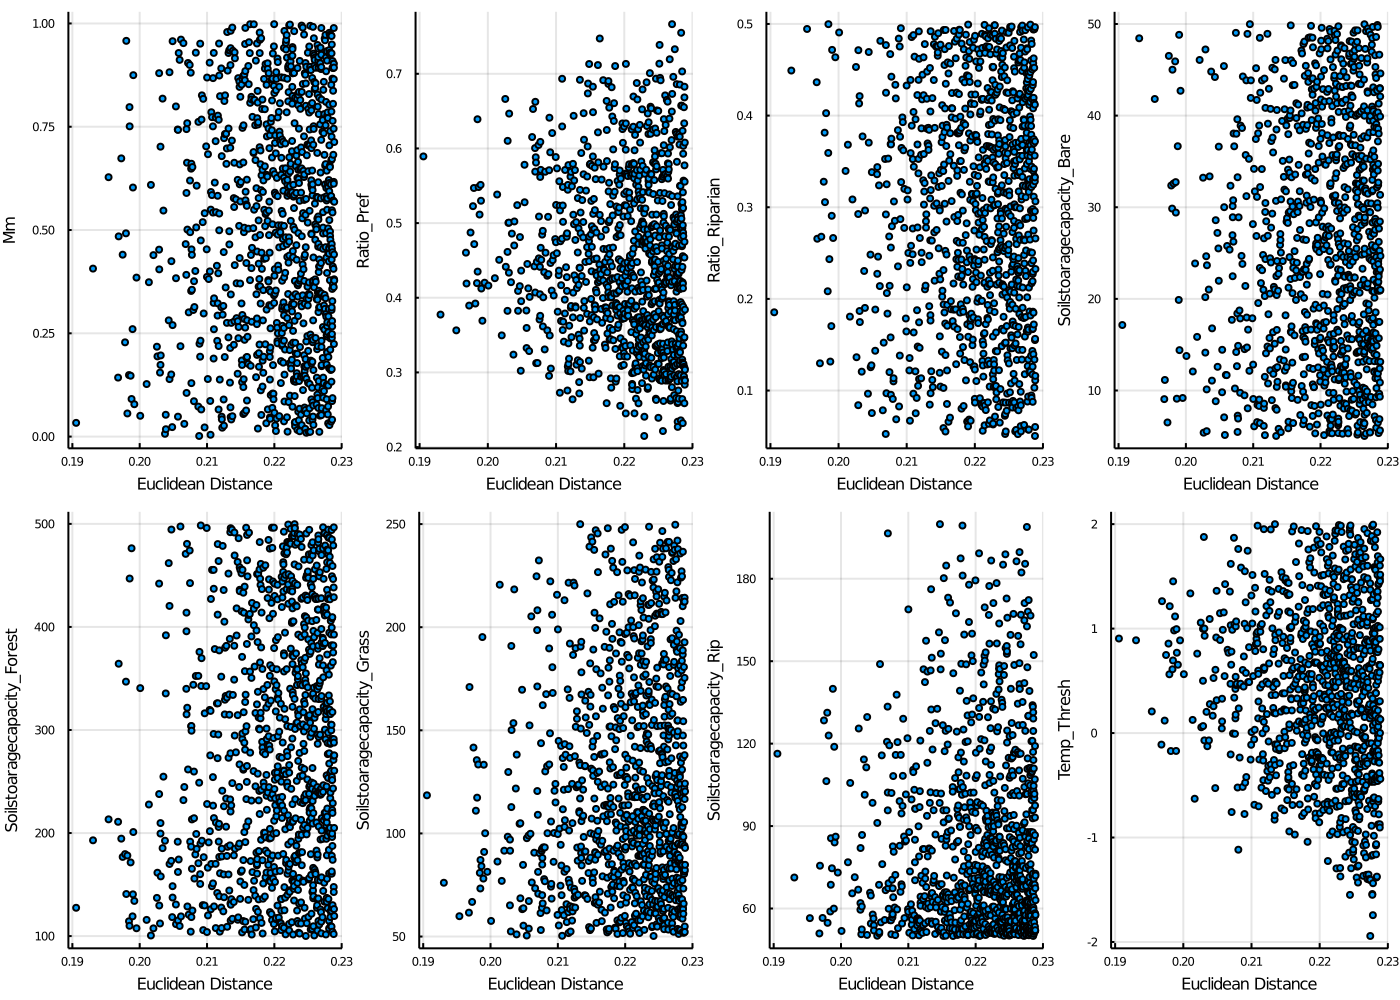 1.00
0.75
0.50
0.25
0.00
Mm
0.19 0.20 0.21 0.22 0.23
Euclidean Distance
0.7
0.6
0.5
0.4
0.3
0.2
Ratio_Pref
0.19 0.20 0.21 0.22 0.23
Euclidean Distance
0.5
0.4
0.3
0.2
0.1
Ratio_Riparian
0.19 0.20 0.21 0.22 0.23
Euclidean Distance
50
40
30
20
10
Soilstoaragecapacity_Bare
0.19 0.20 0.21 0.22 0.23
Euclidean Distance
500
400
300
200
100
Soilstoaragecapacity_Forest
0.19 0.20 0.21 0.22 0.23
Euclidean Distance
250
200
150
100
50
Soilstoaragecapacity_Grass
0.19 0.20 0.21 0.22 0.23
Euclidean Distance
180
150
120
90
60
Soilstoaragecapacity_Rip
0.19 0.20 0.21 0.22 0.23
Euclidean Distance
2
1
0
-1
-2
Temp_Thresh
0.19 0.20 0.21 0.22 0.23
Euclidean Distance